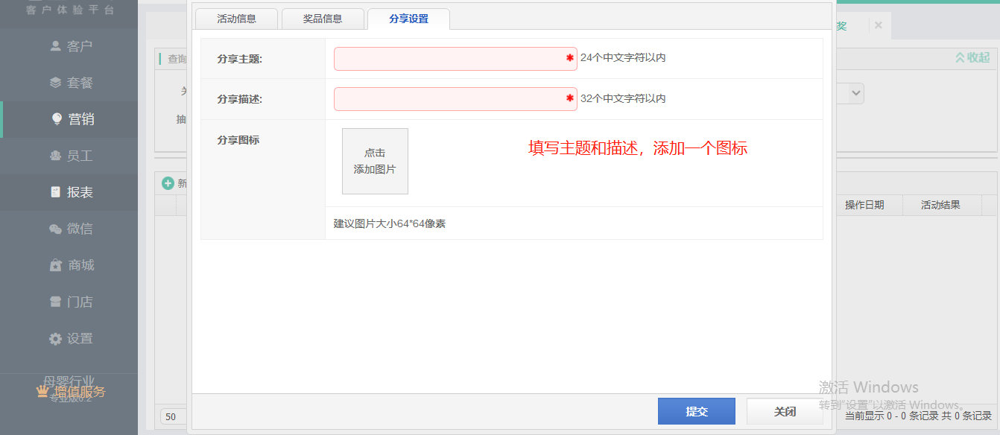 客户体验平台
客户
套餐
营销
员工
报表
微信
商城
门店
设置
母婴行业
增值服务
专业版6.2
活动信息
奖品信息
分享设置
奖
查询
收起
抽
分享主题:
* 24个中文字符以内
分享描述:
* 32个中文字符以内
分享图标
点击
添加图片
填写主题和描述，添加一个图标
建议图片大小64*64像素
新
操作日期
活动结果
50
提交
关闭
激活 Windows
转到"设置"以激活 Windows。
当前显示 0 - 0 条记录 共 0 条记录